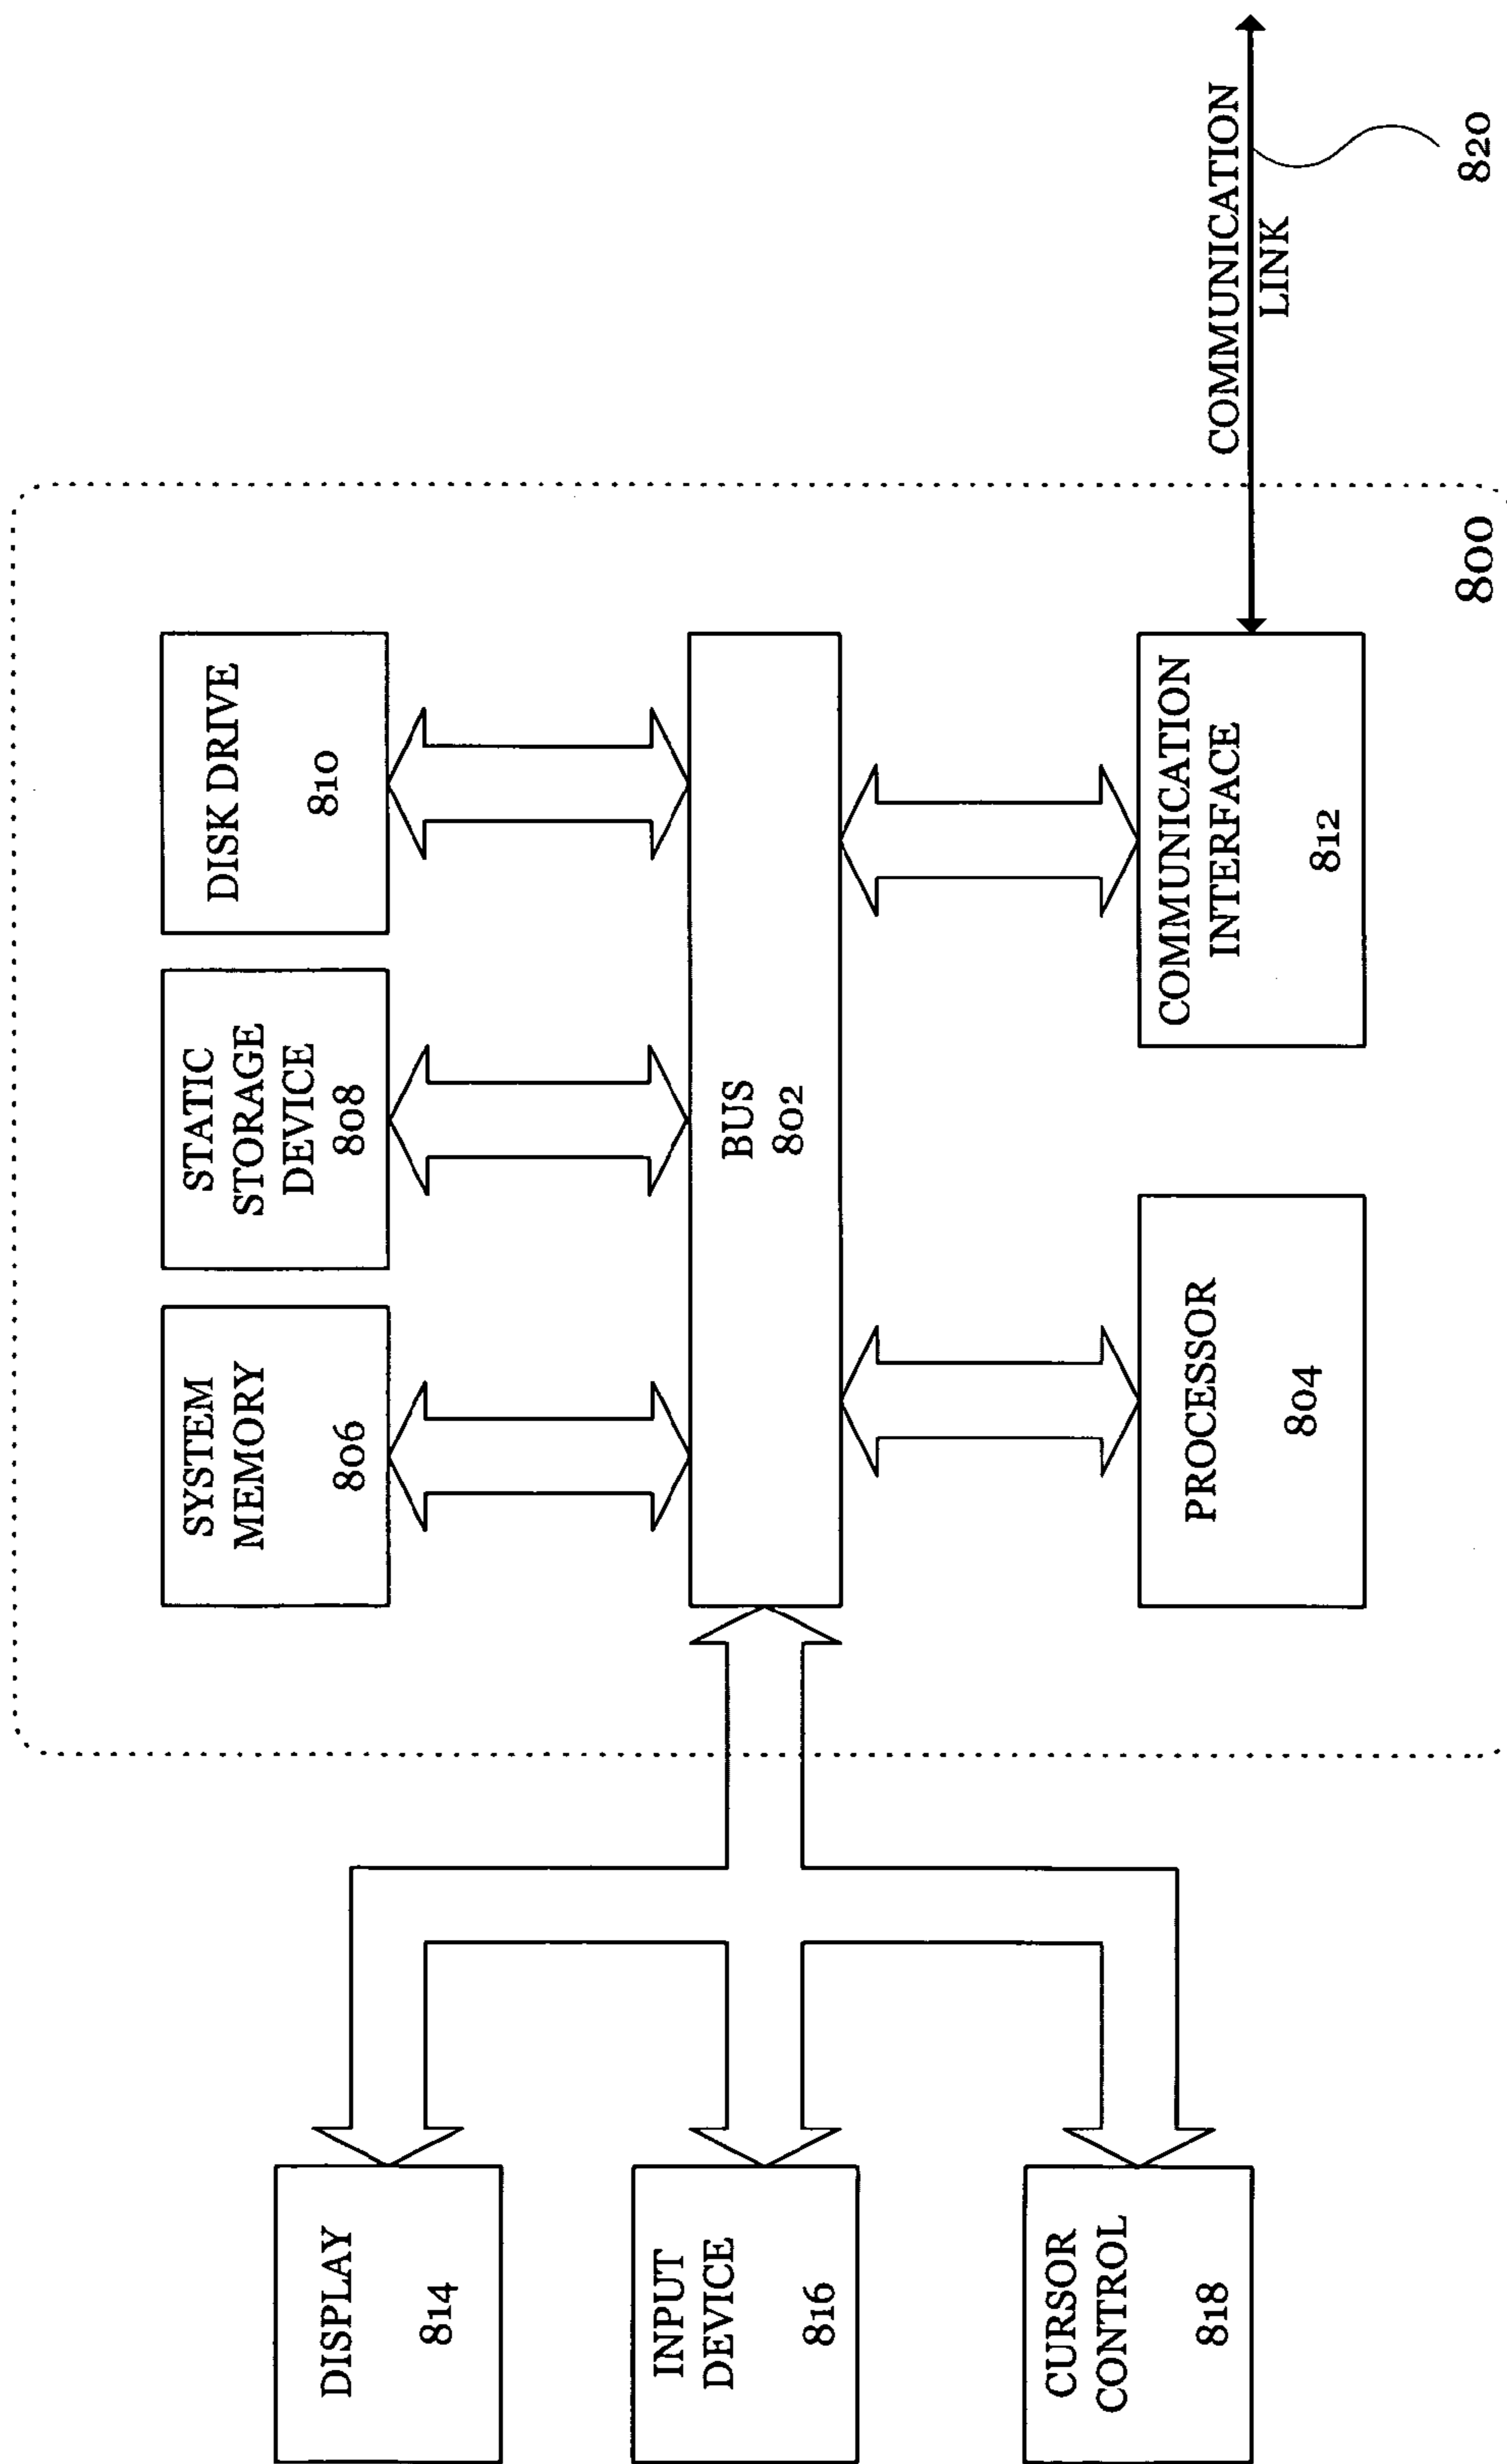 DISPLAY
814
INPUT
DEVICE
816
CURSOR
CONTROL
818
SYSTEM
MEMORY
806
STATIC
STORAGE
DEVICE
808
DISK DRIVE
810
BUS
802
PROCESSOR
804
COMMUNICATION
INTERFACE
812
800
COMMUNICATION
LINK
820